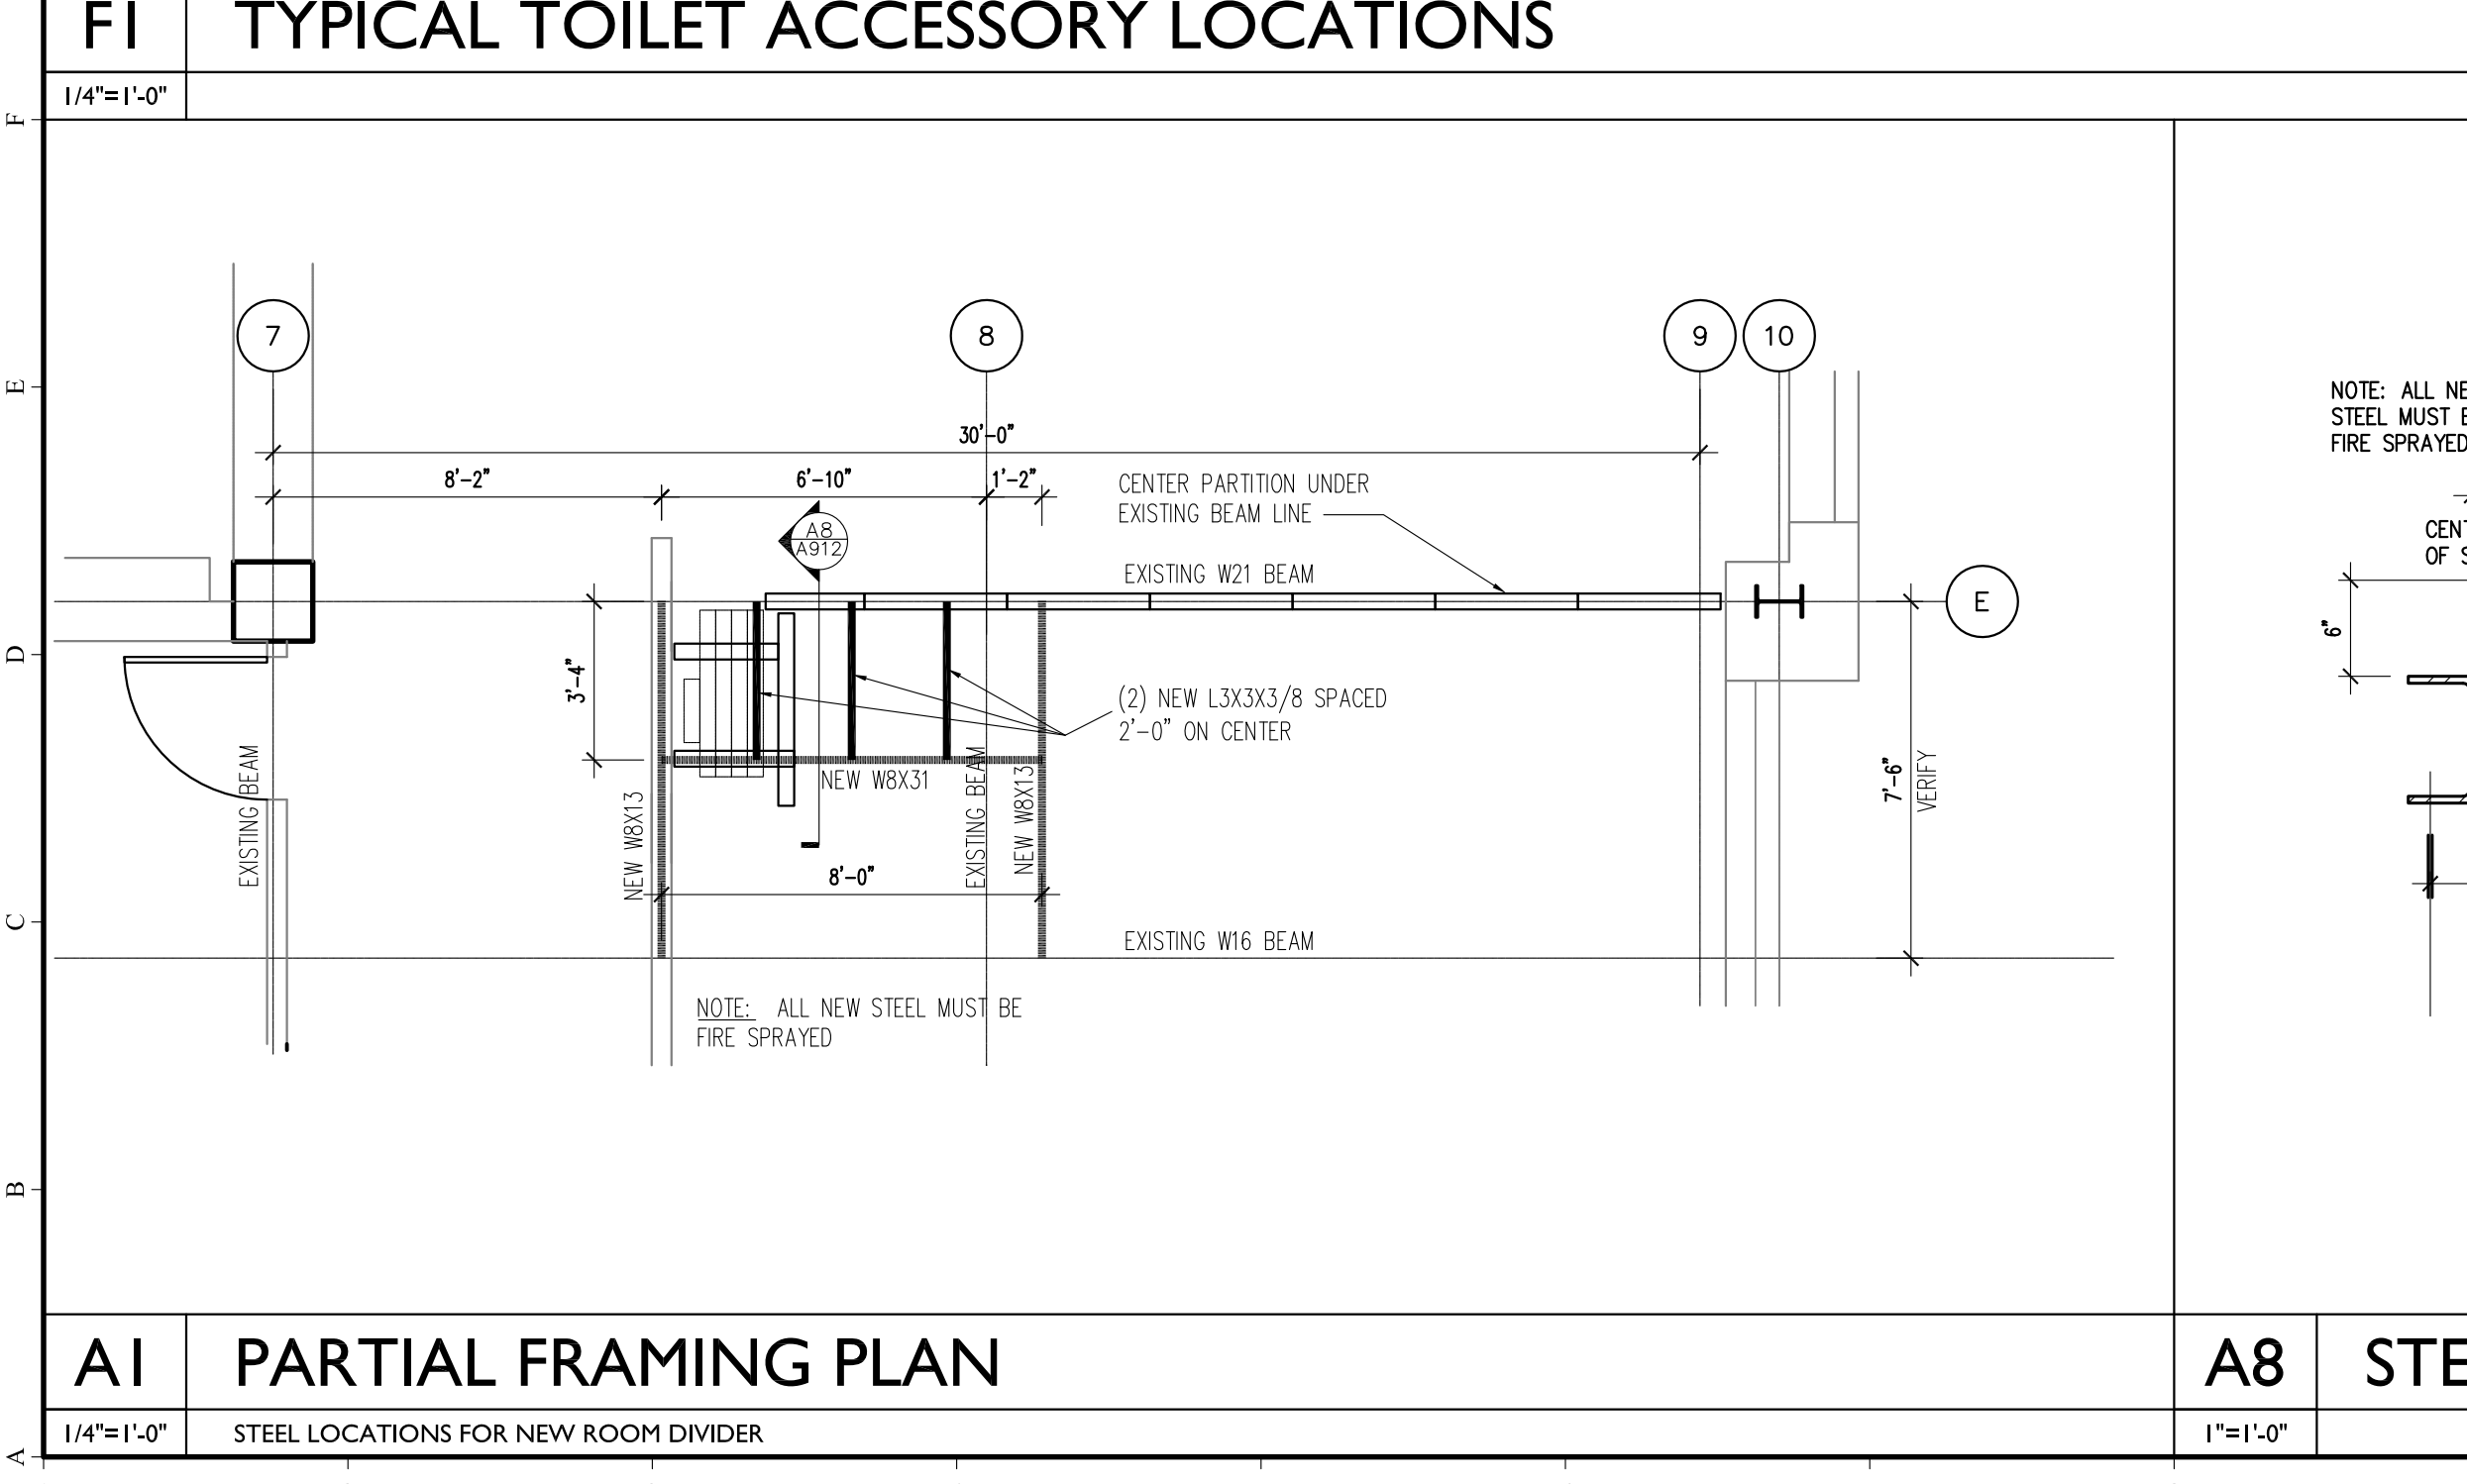 F1 TYPICAL TOILET ACCESSORY LOCATIONS
1/4"=1'-0"
F
E
D
C
B
A
7
8
9
10
E
30'-0"
8'-2"
6'-10"
1'-2"
CENTER PARTITION UNDER
EXISTING BEAM LINE
A8
A912
EXISTING W21 BEAM
3'-4"
(2) NEW L3X3X3/8 SPACED
2'-0" ON CENTER
EXISTING BEAM
NEW W8X13
NEW W8X31
EXISTING BEAM
NEW W8X13
7'-6"
VERIFY
8'-0"
EXISTING W16 BEAM
NOTE: ALL NEW STEEL MUST BE
FIRE SPRAYED
NOTE: ALL NE
STEEL MUST
FIRE SPRAYED
CEN
OF S
6"
A1 PARTIAL FRAMING PLAN
1/4"=1'-0" STEEL LOCATIONS FOR NEW ROOM DIVIDER
A8 STE
1"=1'-0"